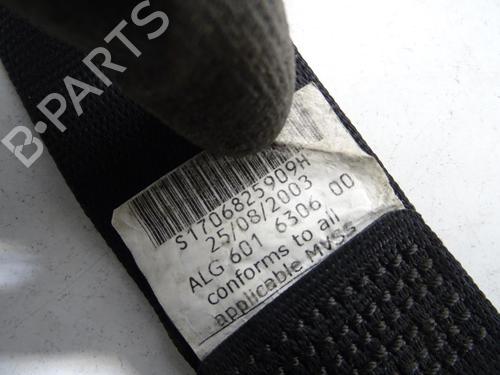 B-PARTS
S1706825909H
25/08/2003
ALG 601 6306 00
conforms to all
applicable MVSS